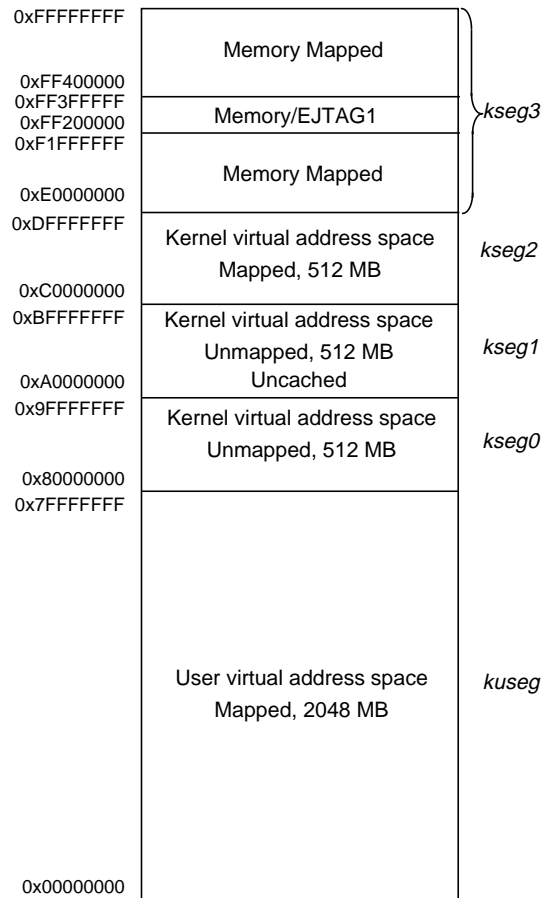 0xFFFFFFFF
Memory Mapped
0xFF400000
0xFF3FFFFF
Memory/EJTAG1
kseg3
0xFF200000
0xF1FFFFFF
Memory Mapped
0xE0000000
0xDFFFFFFF
Kernel virtual address space
Mapped, 512 MB
kseg2
0xC0000000
0xBFFFFFFF
Kernel virtual address space
Unmapped, 512 MB
Uncached
kseg1
0xA0000000
0x9FFFFFFF
Kernel virtual address space
Unmapped, 512 MB
kseg0
0x80000000
0x7FFFFFFF
User virtual address space
Mapped, 2048 MB
kuseg
0x00000000